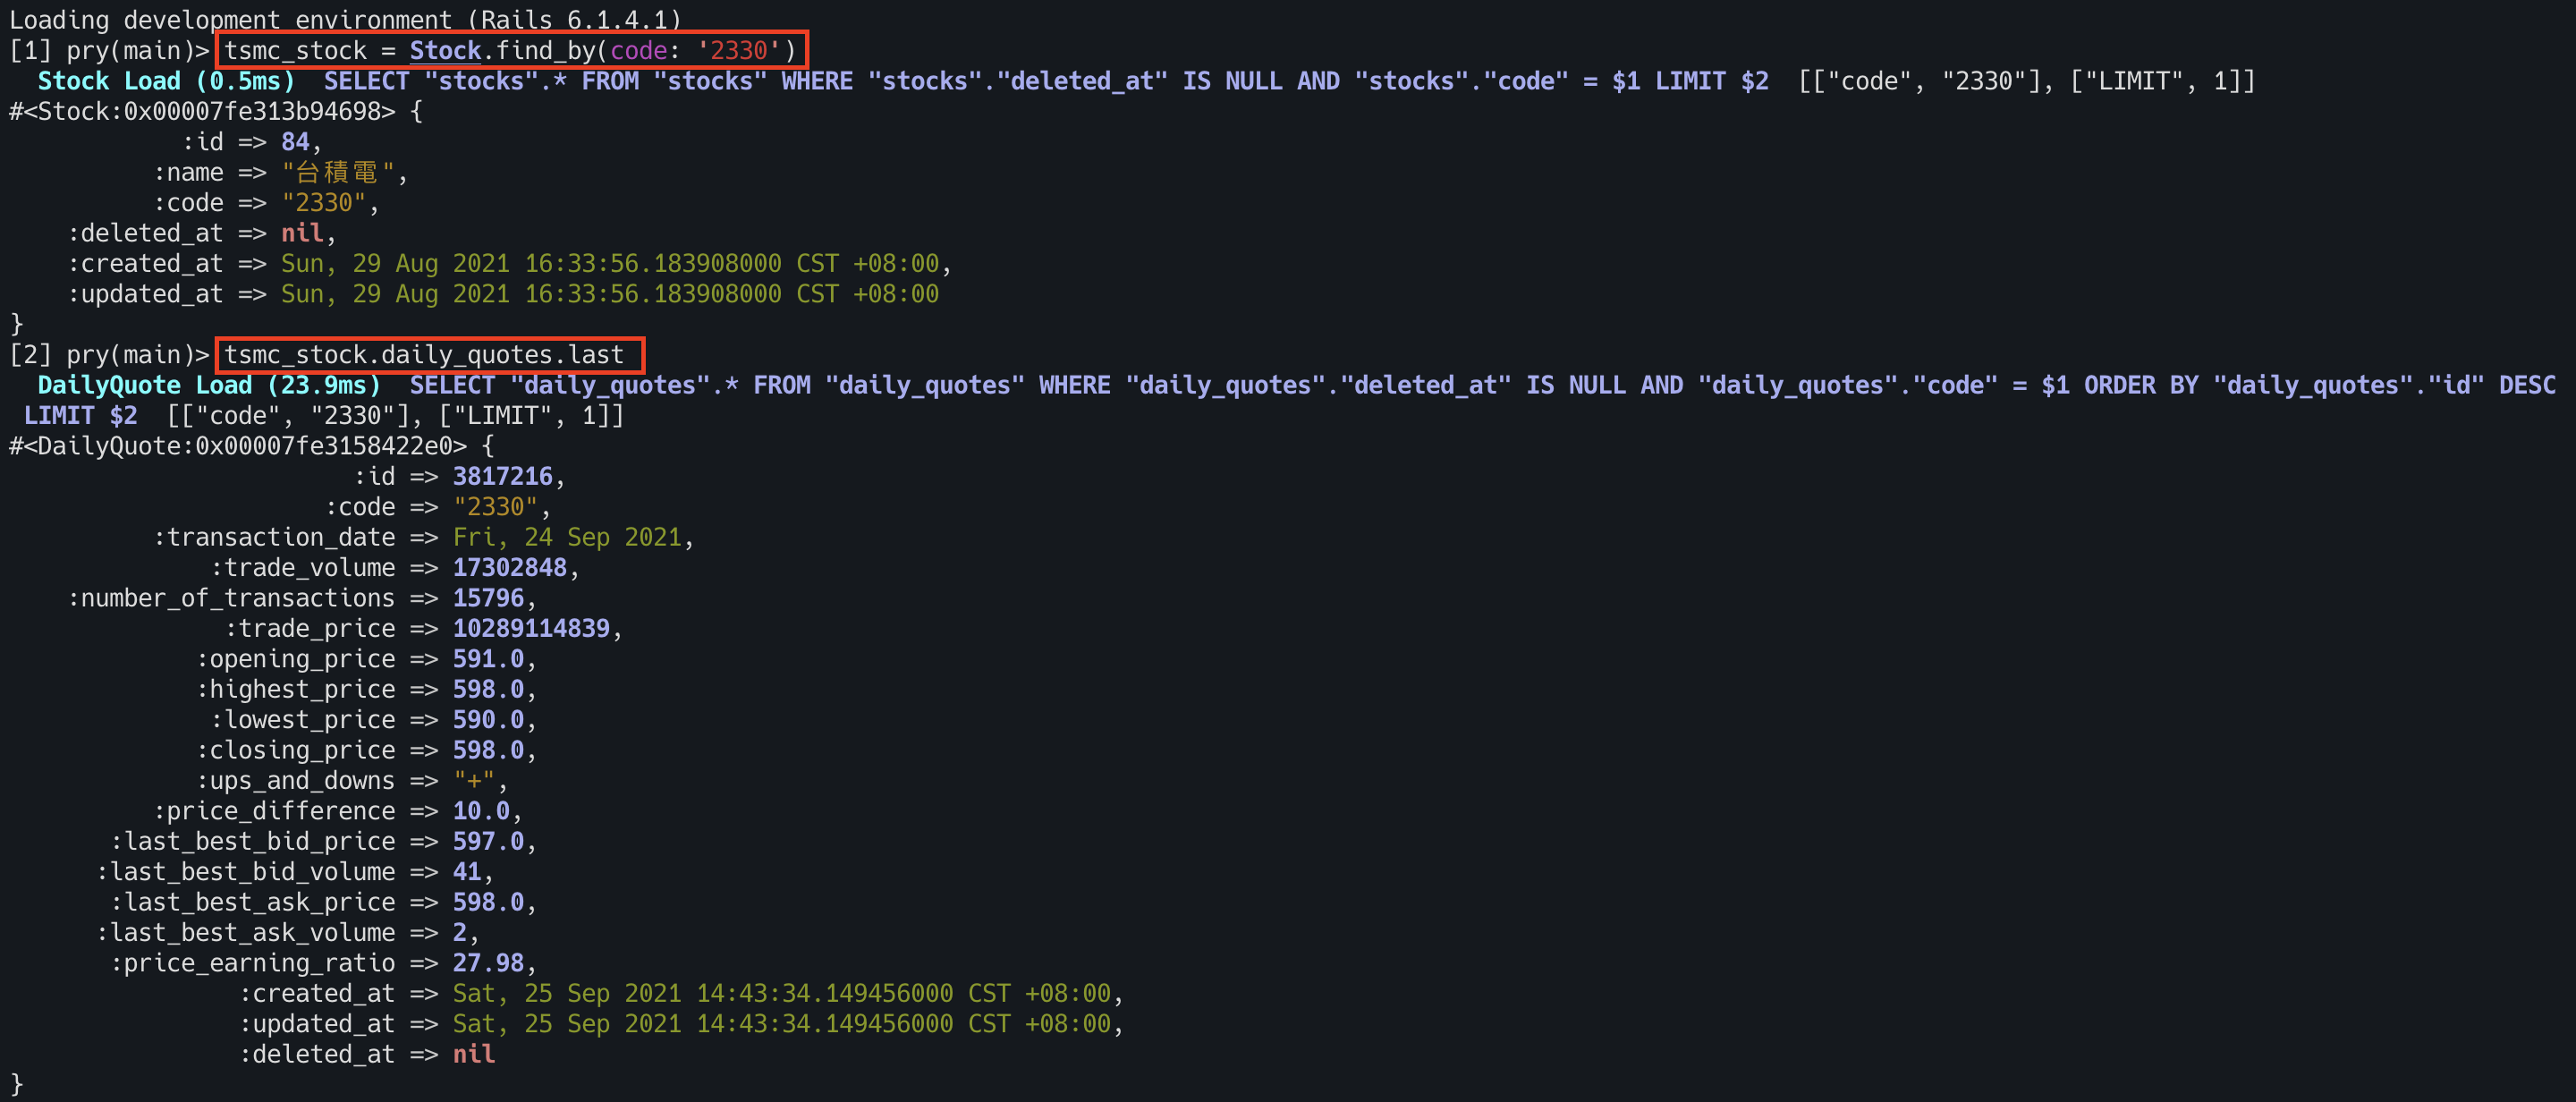 Loading development environment (Rails 6.1.4.1)
[1] pry(main)> tsmc_stock = Stock.find_by(code: '2330')
Stock Load (0.5ms)  SELECT "stocks".* FROM "stocks" WHERE "stocks"."deleted_at" IS NULL AND "stocks"."code" = $1 LIMIT $2  [["code", "2330"], ["LIMIT", 1]]
#<Stock:0x00007fe313b94698> {
:id => 84,
:name => "台積電",
:code => "2330",
:deleted_at => nil,
:created_at => Sun, 29 Aug 2021 16:33:56.183908000 CST +08:00,
:updated_at => Sun, 29 Aug 2021 16:33:56.183908000 CST +08:00
}
[2] pry(main)> tsmc_stock.daily_quotes.last
DailyQuote Load (23.9ms)  SELECT "daily_quotes".* FROM "daily_quotes" WHERE "daily_quotes"."deleted_at" IS NULL AND "daily_quotes"."code" = $1 ORDER BY "daily_quotes"."id" DESC
LIMIT $2  [["code", "2330"], ["LIMIT", 1]]
#<DailyQuote:0x00007fe3158422e0> {
:id => 3817216,
:code => "2330",
:transaction_date => Fri, 24 Sep 2021,
:trade_volume => 17302848,
:number_of_transactions => 15796,
:trade_price => 10289114839,
:opening_price => 591.0,
:highest_price => 598.0,
:lowest_price => 590.0,
:closing_price => 598.0,
:ups_and_downs => "+",
:price_difference => 10.0,
:last_best_bid_price => 597.0,
:last_best_bid_volume => 41,
:last_best_ask_price => 598.0,
:last_best_ask_volume => 2,
:price_earning_ratio => 27.98,
:created_at => Sat, 25 Sep 2021 14:43:34.149456000 CST +08:00,
:updated_at => Sat, 25 Sep 2021 14:43:34.149456000 CST +08:00,
:deleted_at => nil
}